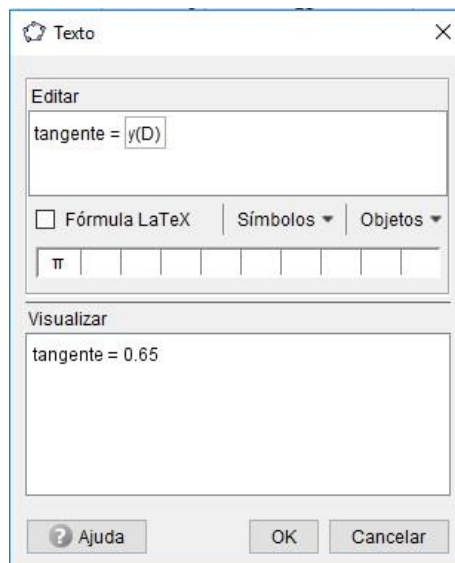 Texto
Editar
tangente = y(D)
Fórmula LaTeX Símbolos Objetos
π
Visualizar
tangente = 0.65
Ajuda OK Cancelar